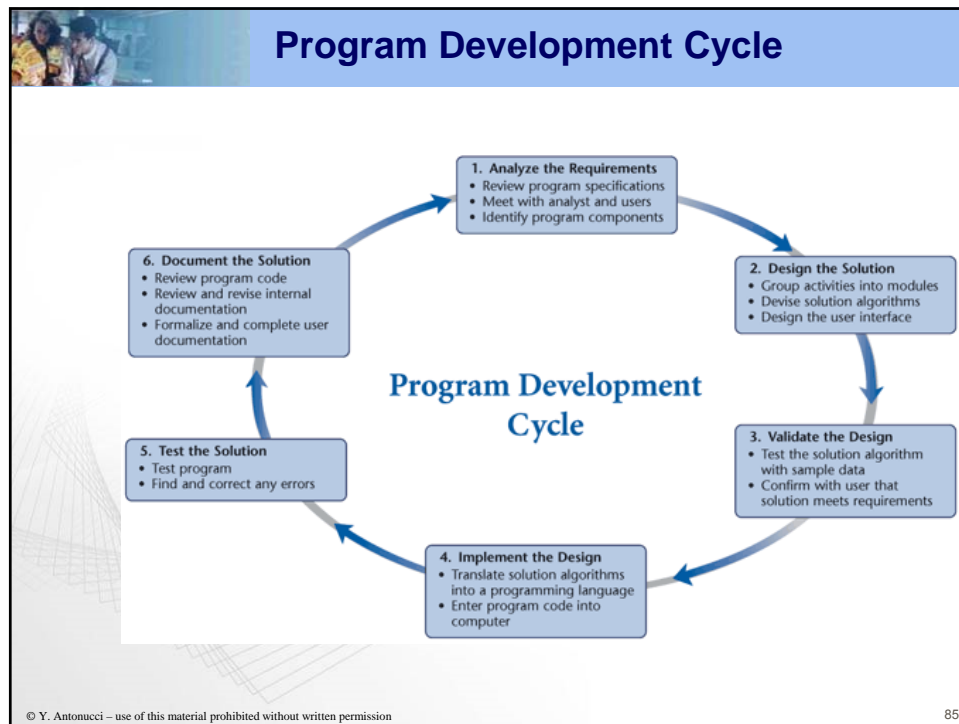 Program Development Cycle
1. Analyze the Requirements
• Review program specifications
• Meet with analyst and users
• Identify program components
2. Design the Solution
• Group activities into modules
• Devise solution algorithms
• Design the user interface
3. Validate the Design
• Test the solution algorithm
with sample data
• Confirm with user that
solution meets requirements
4. Implement the Design
• Translate solution algorithms
into a programming language
• Enter program code into
computer
5. Test the Solution
• Test program
• Find and correct any errors
6. Document the Solution
• Review program code
• Review and revise internal
documentation
• Formalize and complete user
documentation
Program Development
Cycle
© Y. Antonucci – use of this material prohibited without written permission
85